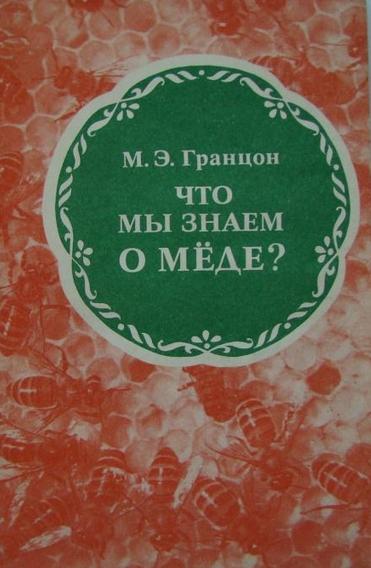 М. Э. Гранцон
ЧТО
МЫ ЗНАЕМ
О МЁДЕ?